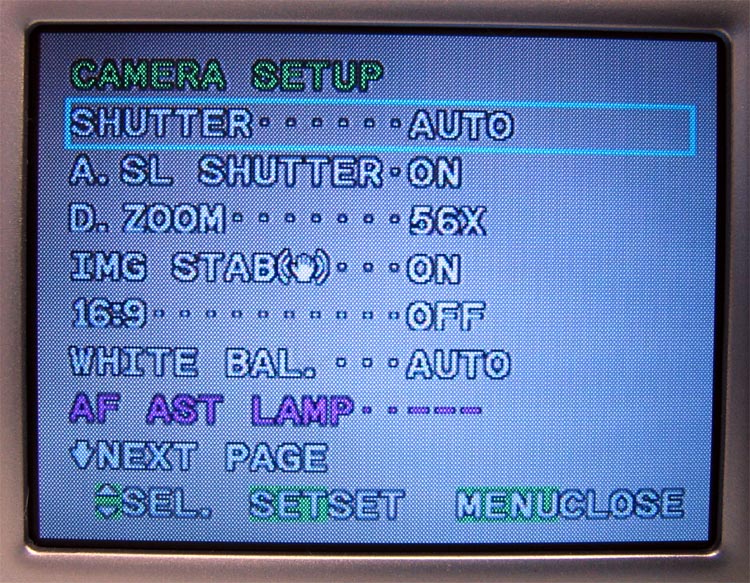 CAMERA SETUP
SHUTTER······AUTO
A. SL SHUTTER·ON
D. ZOOM·······56X
IMG STAB()···ON
16:9··········OFF
WHITE BAL. ···AUTO
AF AST LAMP··---
NEXT PAGE
SEL. SETSET MENUCLOSE